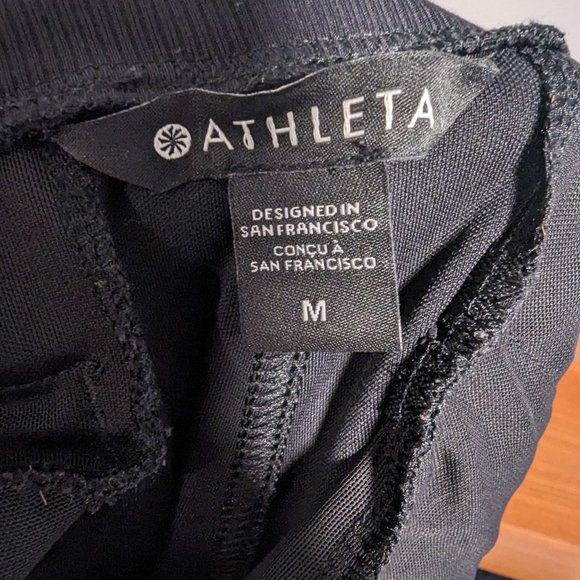 ATHLETA
DESIGNED IN
SAN FRANCISCO
CONÇU À
SAN FRANCISCO
M